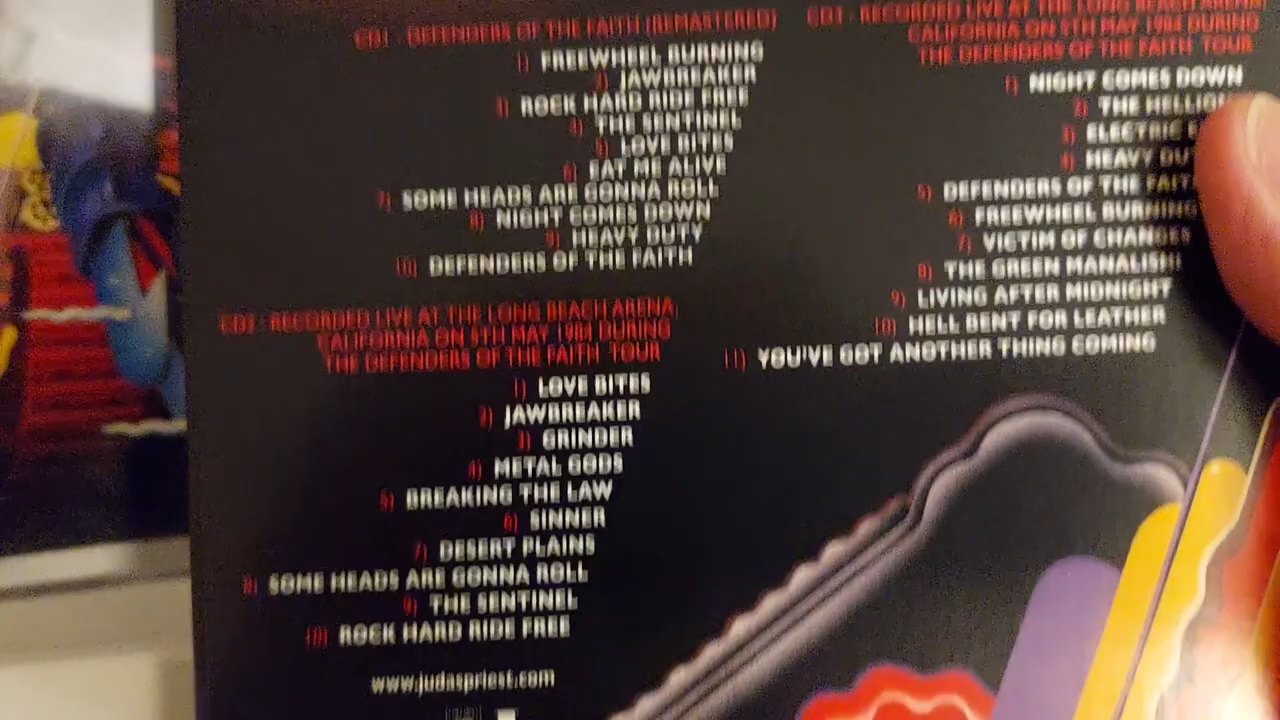 CD1 - DEFENDERS OF THE FAITH (REMASTERED)
1) FREEWHEEL BURNING
2) JAWBREAKER
3) ROCK HARD RIDE FREE
4) THE SENTINEL
5) LOVE BITES
6) EAT ME ALIVE
7) SOME HEADS ARE GONNA ROLL
8) NIGHT COMES DOWN
9) HEAVY DUTY
10) DEFENDERS OF THE FAITH
CD2 - RECORDED LIVE AT THE LONG BEACH ARENA,
CALIFORNIA ON 5TH MAY, 1984 DURING
THE DEFENDERS OF THE FAITH TOUR
1) LOVE BITES
2) JAWBREAKER
3) GRINDER
4) METAL GODS
5) BREAKING THE LAW
6) SINNER
7) DESERT PLAINS
8) SOME HEADS ARE GONNA ROLL
9) THE SENTINEL
10) ROCK HARD RIDE FREE
www.judaspriest.com
CD3 - RECORDED LIVE AT THE LONG BEACH ARENA,
CALIFORNIA ON 5TH MAY, 1984 DURING
THE DEFENDERS OF THE FAITH TOUR
1) NIGHT COMES DOWN
2) THE HELLION
3) ELECTRIC
4) HEAVY DUTY
5) DEFENDERS OF THE FAITH
6) FREEWHEEL BURNING
7) VICTIM OF CHANGES
8) THE GREEN MANALISHI
9) LIVING AFTER MIDNIGHT
10) HELL BENT FOR LEATHER
11) YOU'VE GOT ANOTHER THING COMING